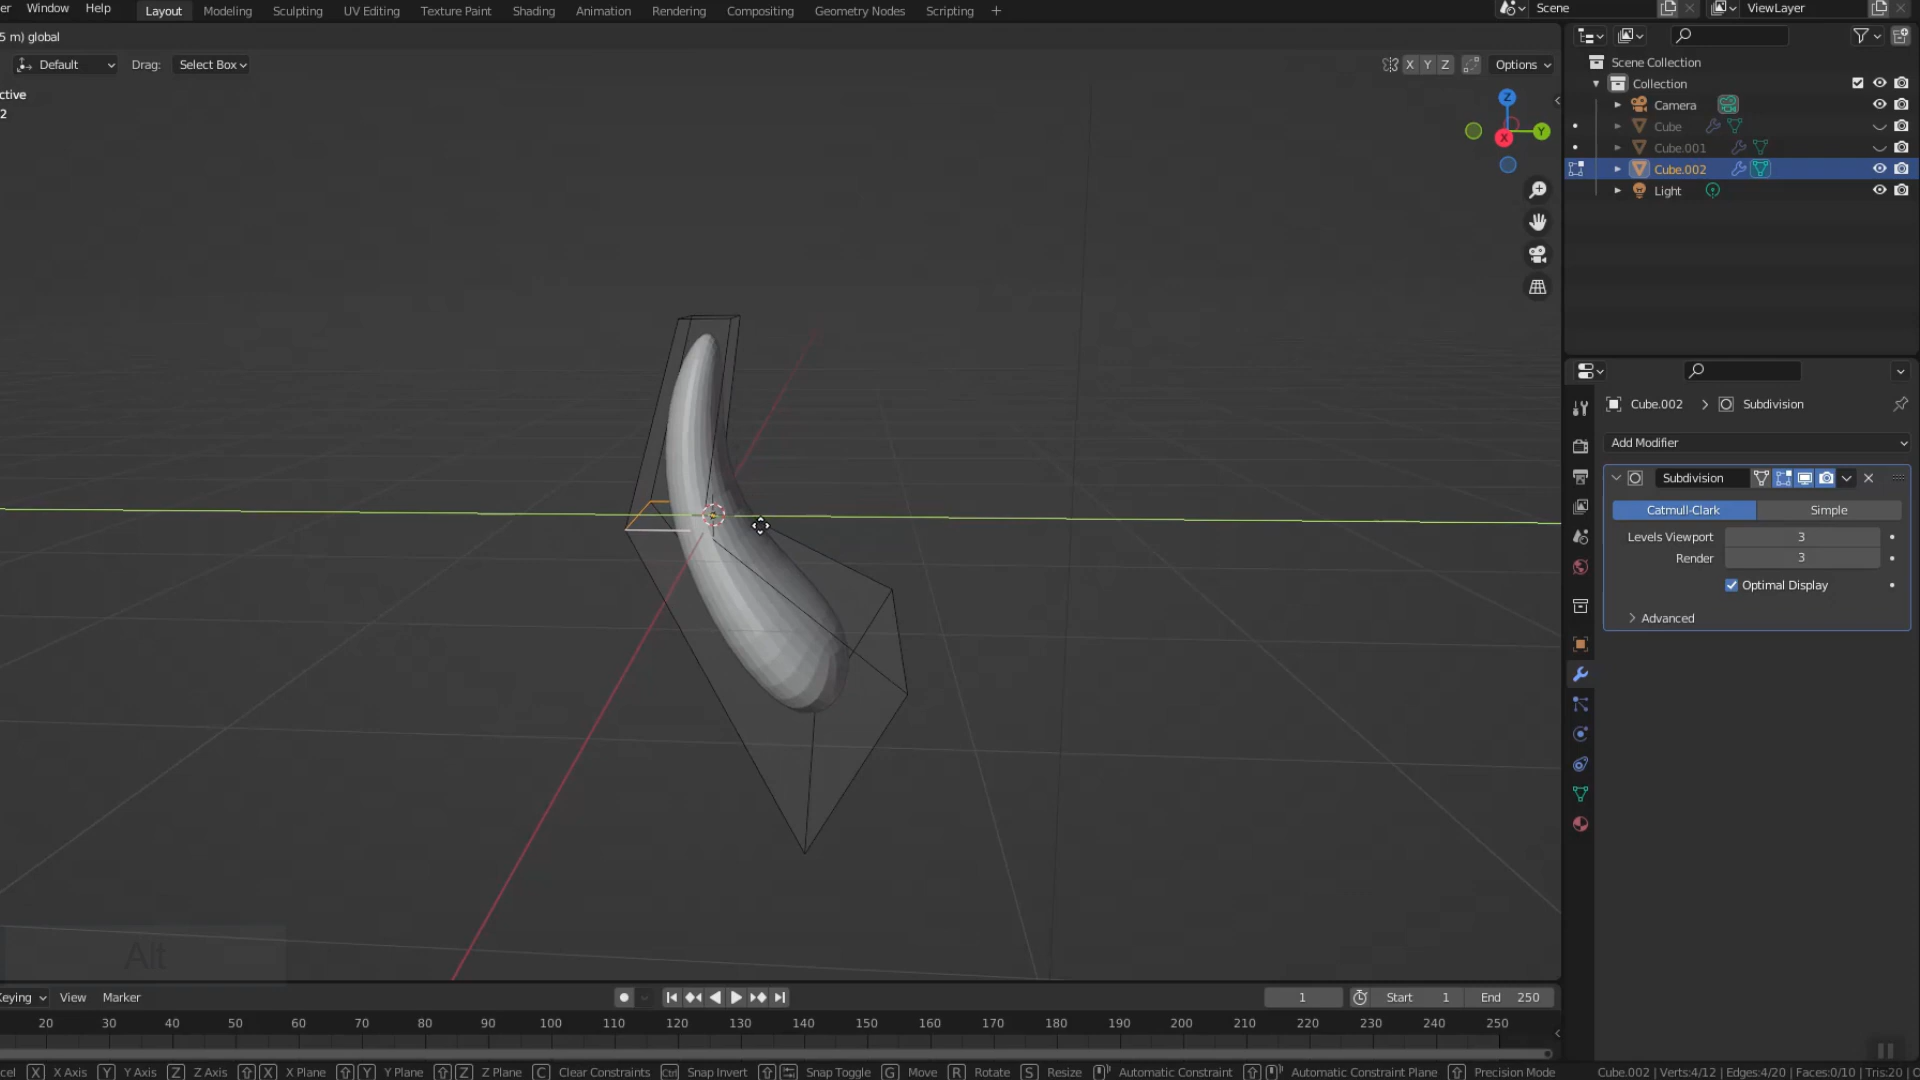 er Window Help Layout Modeling Sculpting UV Editing Texture Paint Shading Animation Rendering Compositing Geometry Nodes Scripting + Scene ViewLayer
5 m) global
Default Drag: Select Box X Y Z Options
ctive
2
Z
Y
X
Scene Collection
Collection
Camera
Cube
Cube.001
Cube.002
Light
Cube.002 > Subdivision
Add Modifier
Subdivision
Catmull-Clark Simple
Levels Viewport 3
Render 3
Optimal Display
Advanced
Alt
Keying View Marker 1 Start 1 End 250
20 30 40 50 60 70 80 90 100 110 120 130 140 150 160 170 180 190 200 210 220 230 240 250
cel X X Axis Y Y Axis Z Z Axis X X Plane Y Y Plane Z Z Plane C Clear Constraints Ctrl Snap Invert Snap Toggle G Move R Rotate S Resize Automatic Constraint Automatic Constraint Plane Precision Mode Cube.002 | Verts:4/12 | Edges:4/20 | Faces:0/10 | Tris:20 |